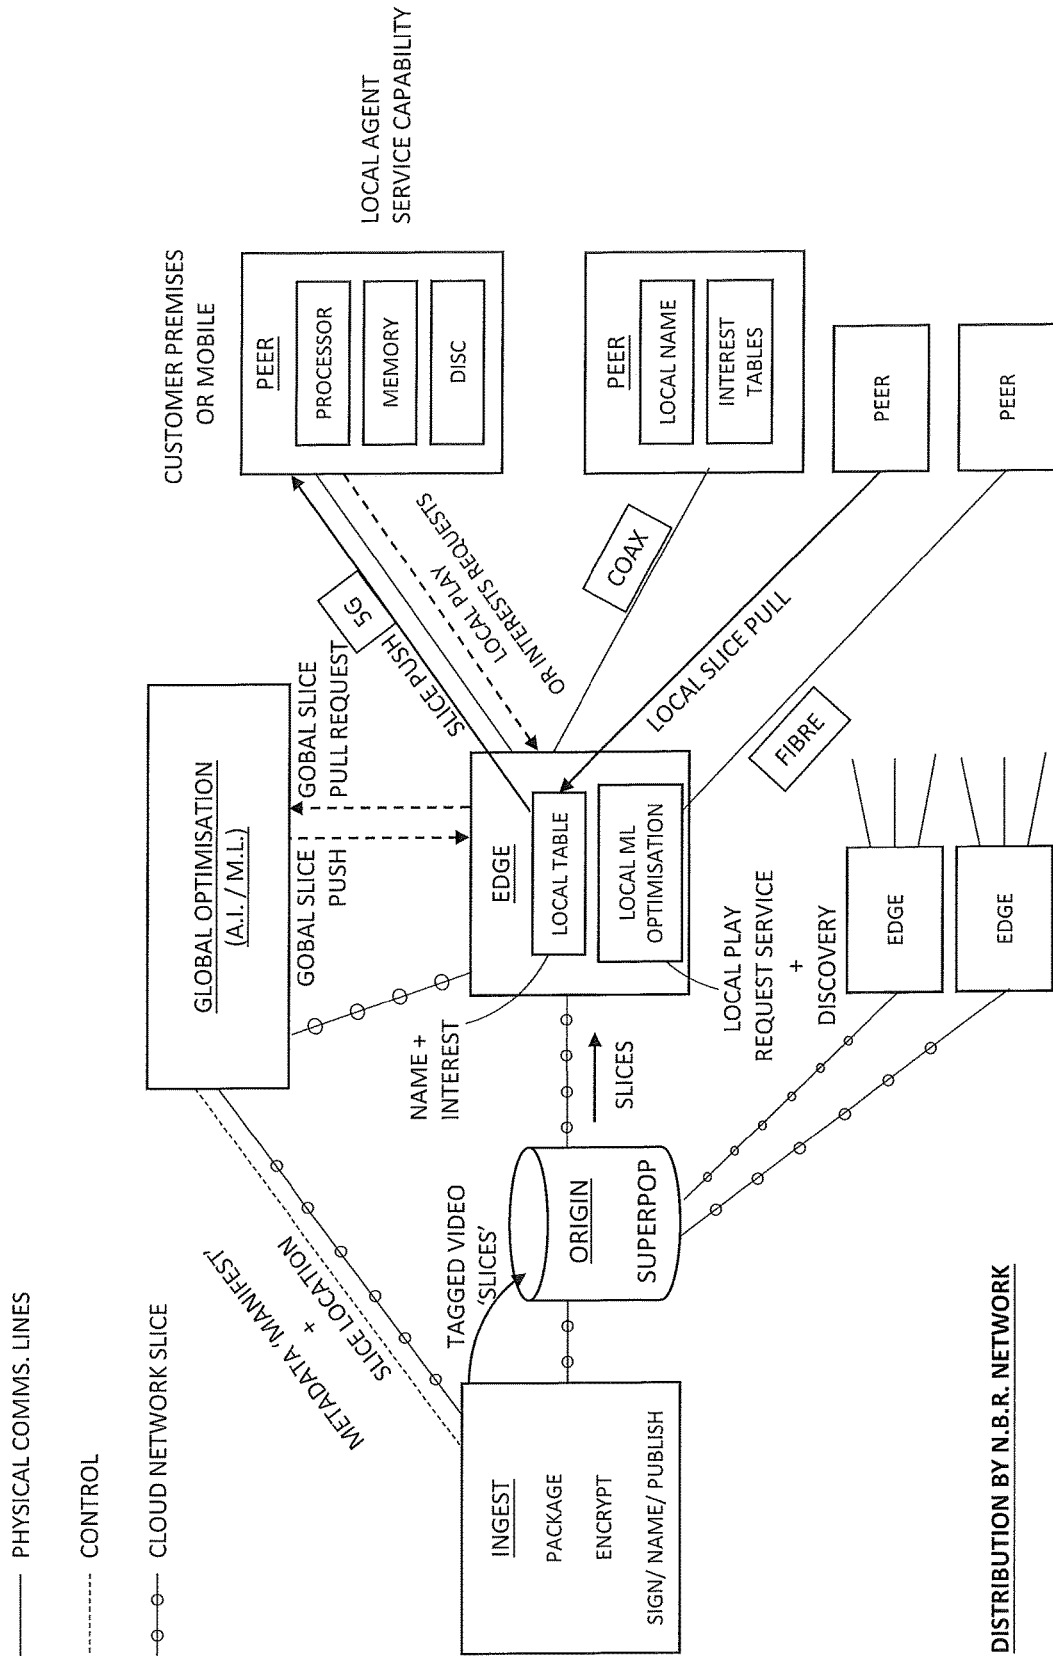 PHYSICAL COMMS. LINES
CONTROL
CLOUD NETWORK SLICE
GLOBAL OPTIMISATION
(A.I. / M.L.)
METADATA 'MANIFEST'
+
SLICE LOCATION
GOBAL SLICE
PUSH
GOBAL SLICE
PULL REQUEST
INGEST
PACKAGE
ENCRYPT
SIGN/ NAME/ PUBLISH
TAGGED VIDEO
'SLICES'
ORIGIN
SUPERPOP
SLICES
NAME +
INTEREST
EDGE
LOCAL TABLE
LOCAL ML
OPTIMISATION
LOCAL PLAY
REQUEST SERVICE
+
DISCOVERY
EDGE
EDGE
SLICE PUSH
5G
LOCAL PLAY
OR INTERESTS REQUESTS
COAX
LOCAL SLICE PULL
FIBRE
CUSTOMER PREMISES
OR MOBILE
PEER
PROCESSOR
MEMORY
DISC
LOCAL AGENT
SERVICE CAPABILITY
PEER
LOCAL NAME
INTEREST
TABLES
PEER
PEER
DISTRIBUTION BY N.B.R. NETWORK